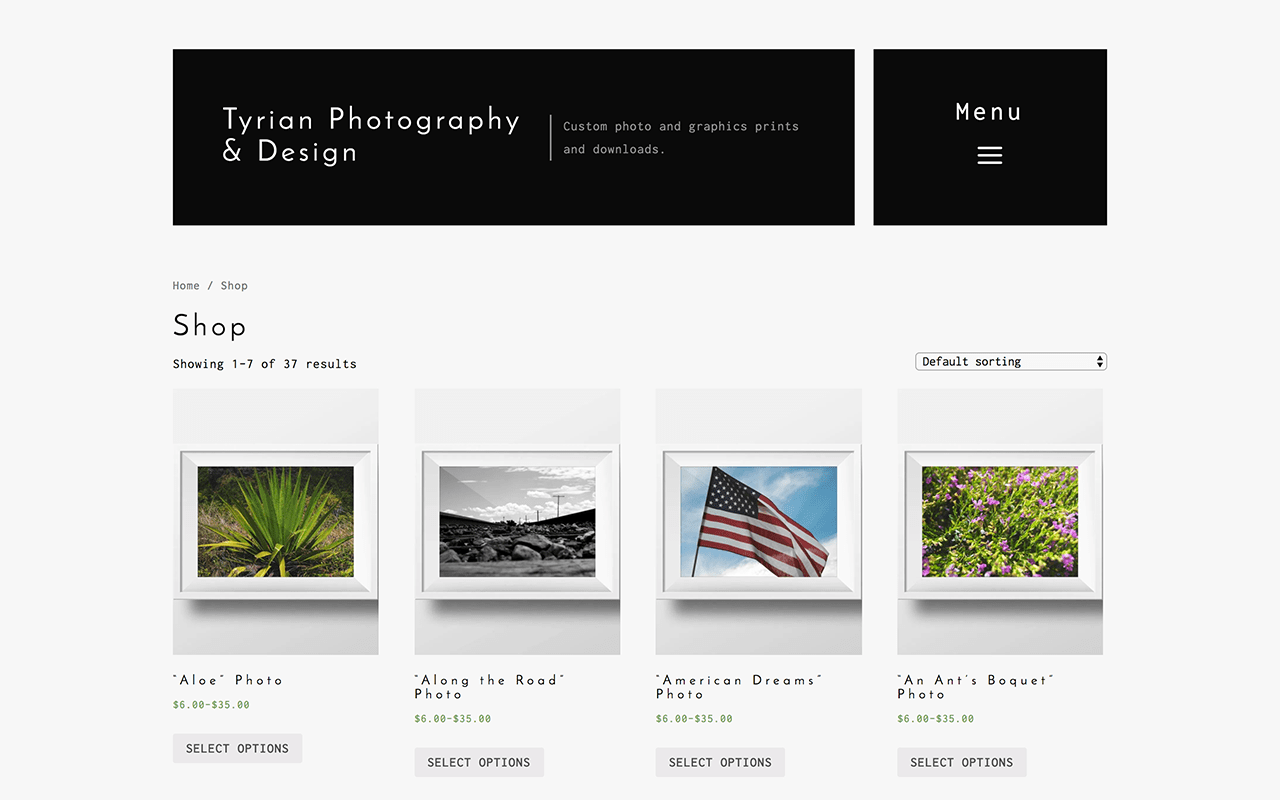 Tyrian Photography
& Design
Custom photo and graphics prints
and downloads.
Menu
Home / Shop
Shop
Showing 1–7 of 37 results
Default sorting
“Aloe” Photo
$6.00–$35.00
SELECT OPTIONS
“Along the Road”
Photo
$6.00–$35.00
SELECT OPTIONS
“American Dreams”
Photo
$6.00–$35.00
SELECT OPTIONS
“An Ant’s Boquet”
Photo
$6.00–$35.00
SELECT OPTIONS